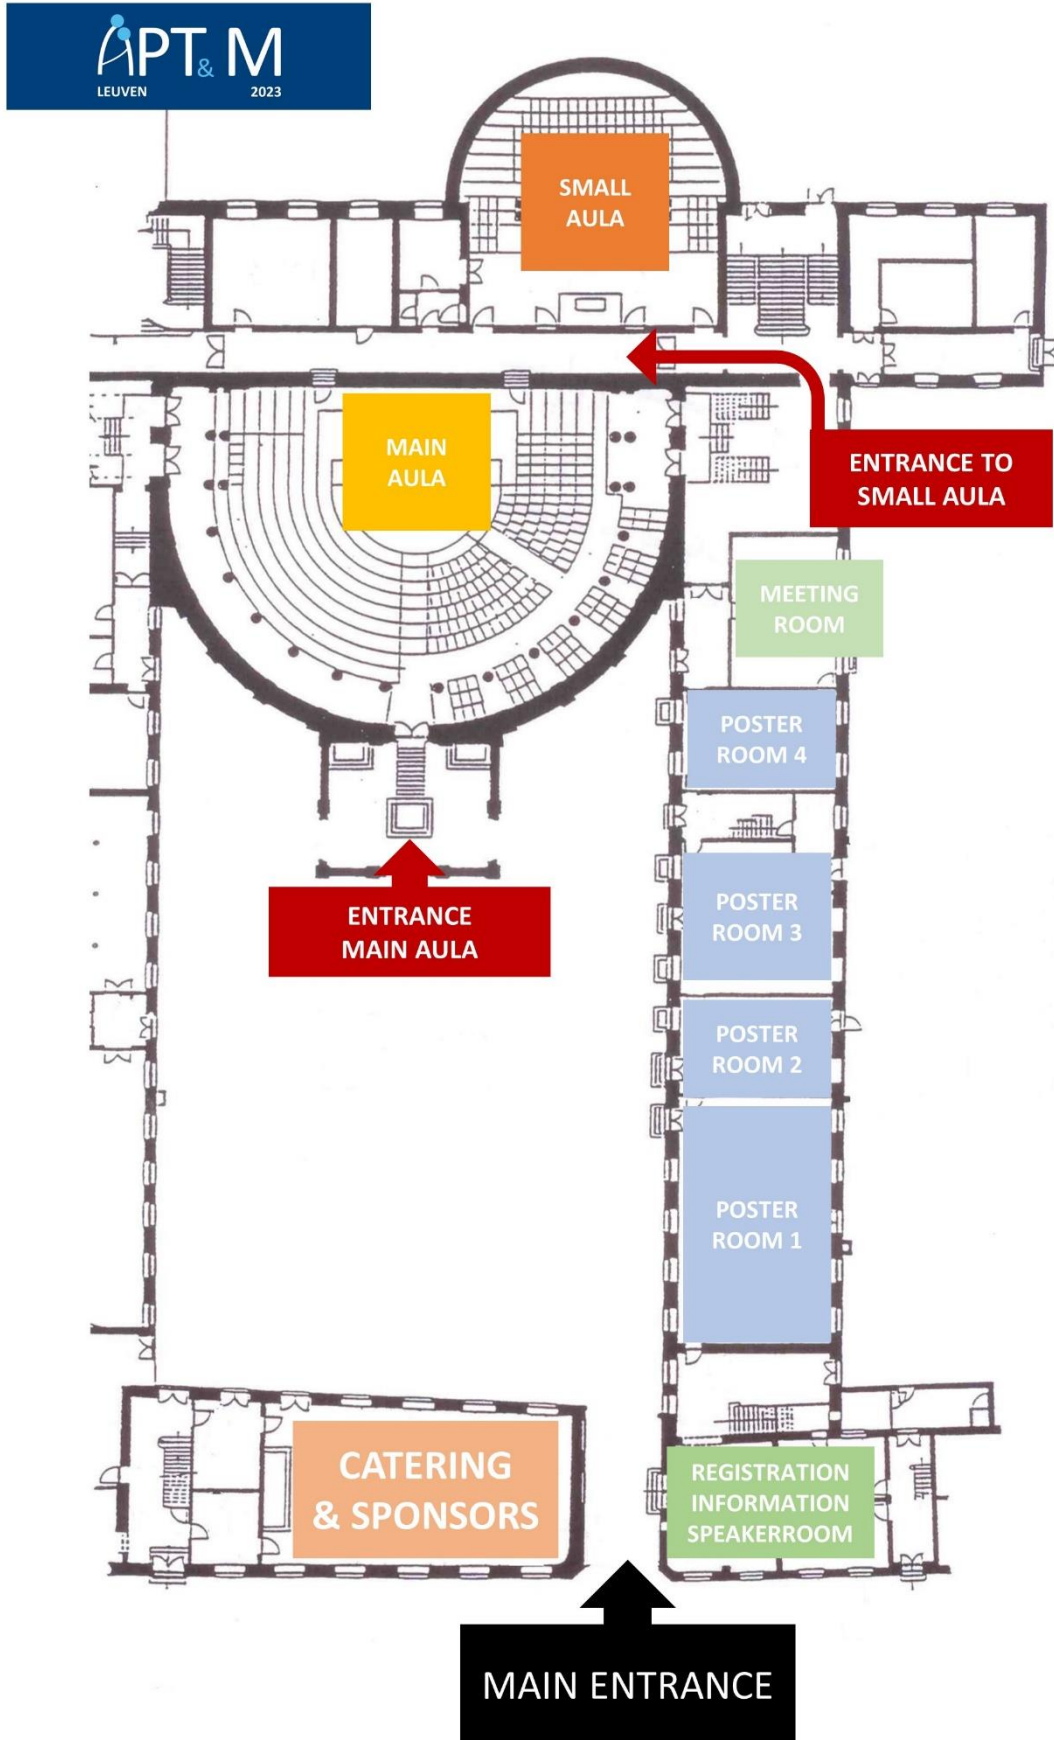 APT& M
LEUVEN 2023
SMALL
AULA
MAIN
AULA
ENTRANCE TO
SMALL AULA
MEETING
ROOM
POSTER
ROOM 4
POSTER
ROOM 3
ENTRANCE
MAIN AULA
POSTER
ROOM 2
POSTER
ROOM 1
CATERING
& SPONSORS
REGISTRATION
INFORMATION
SPEAKERROOM
MAIN ENTRANCE